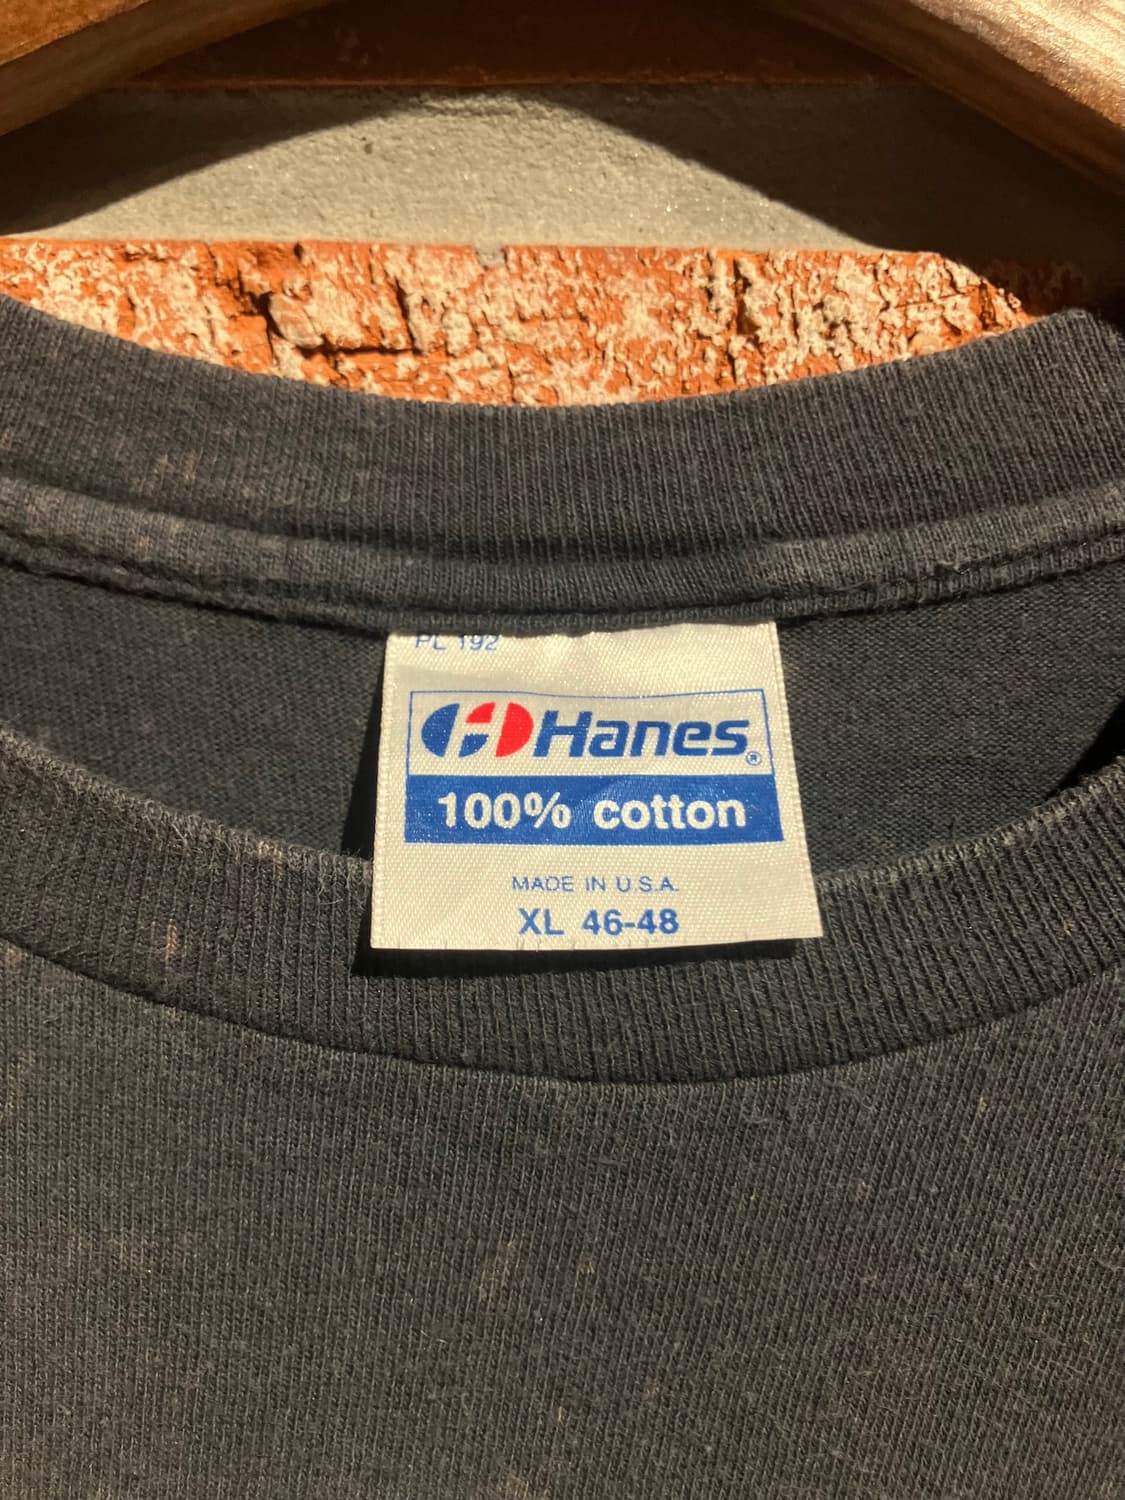 PL 192
Hanes®
100% cotton
MADE IN U.S.A.
XL 46-48